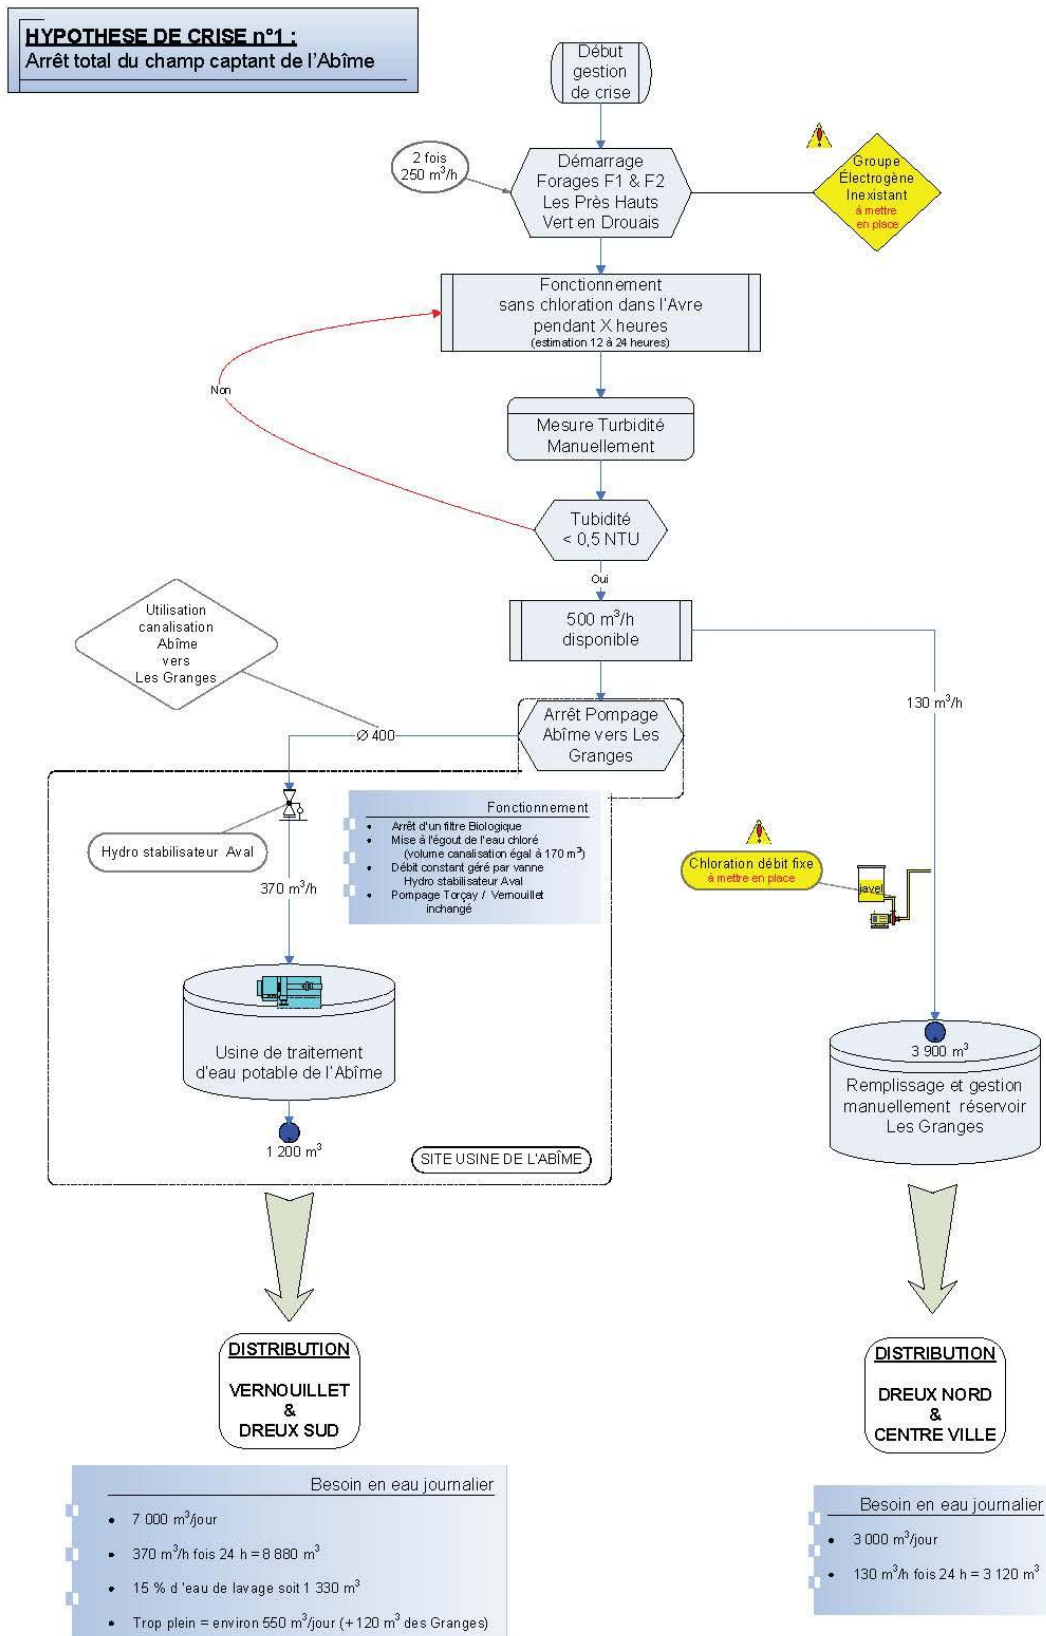 HYPOTHESE DE CRISE n°1 :
Arrêt total du champ captant de l'Abîme
Début
gestion
de crise
2 fois
250 m³/h
Démarrage
Forages F1 & F2
Les Près Hauts
Vert en Drouais
Groupe
Électrogène
Inexistant
à mettre
en place
Fonctionnement
sans chloration dans l'Avre
pendant X heures
(estimation 12 à 24 heures)
Non
Mesure Turbidité
Manuellement
Tubidité
< 0,5 NTU
Oui
500 m³/h
disponible
Utilisation
canalisation
Abîme
vers
Les Granges
130 m³/h
Arrêt Pompage
Abîme vers Les
Granges
Ø 400
Fonctionnement
• Arrêt d'un filtre Biologique
• Mise à l'égout de l'eau chloré
(volume canalisation égal à 170 m³)
• Débit constant géré par vanne
Hydro stabilisateur Aval
• Pompage Torçay / Vernouillet
inchangé
Hydro stabilisateur Aval
370 m³/h
Chloration débit fixe
à mettre en place
javel
Usine de traitement
d'eau potable de l'Abîme
1 200 m³
SITE USINE DE L'ABÎME
3 900 m³
Remplissage et gestion
manuellement réservoir
Les Granges
DISTRIBUTION
VERNOUILLET
&
DREUX SUD
DISTRIBUTION
DREUX NORD
&
CENTRE VILLE
Besoin en eau journalier
• 7 000 m³/jour
• 370 m³/h fois 24 h = 8 880 m³
• 15 % d 'eau de lavage soit 1 330 m³
• Trop plein = environ 550 m³/jour (+ 120 m³ des Granges)
Besoin en eau journalier
• 3 000 m³/jour
• 130 m³/h fois 24 h = 3 120 m³